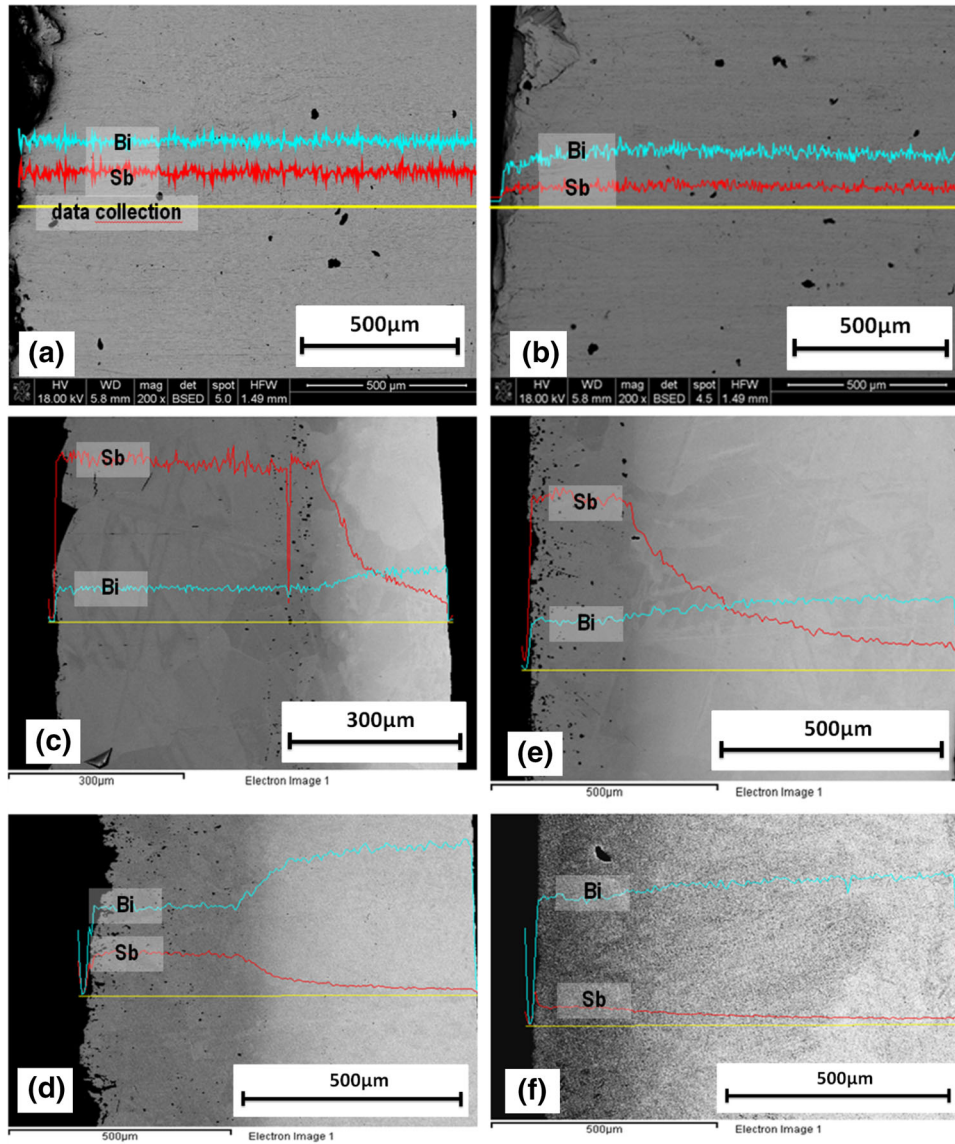 Bi
Sb
data collection
500µm
(a)
HV WD mag det spot HFW
18.00 kV 5.8 mm 200 x BSED 5.0 1.49 mm
500 µm
Bi
Sb
500µm
(b)
HV WD mag det spot HFW
18.00 kV 5.8 mm 200 x BSED 4.5 1.49 mm
500 µm
Sb
Bi
300µm
(c)
300µm Electron Image 1
Sb
Bi
500µm
(e)
500µm Electron Image 1
Bi
Sb
500µm
(d)
500µm Electron Image 1
Bi
Sb
500µm
(f)
500µm Electron Image 1